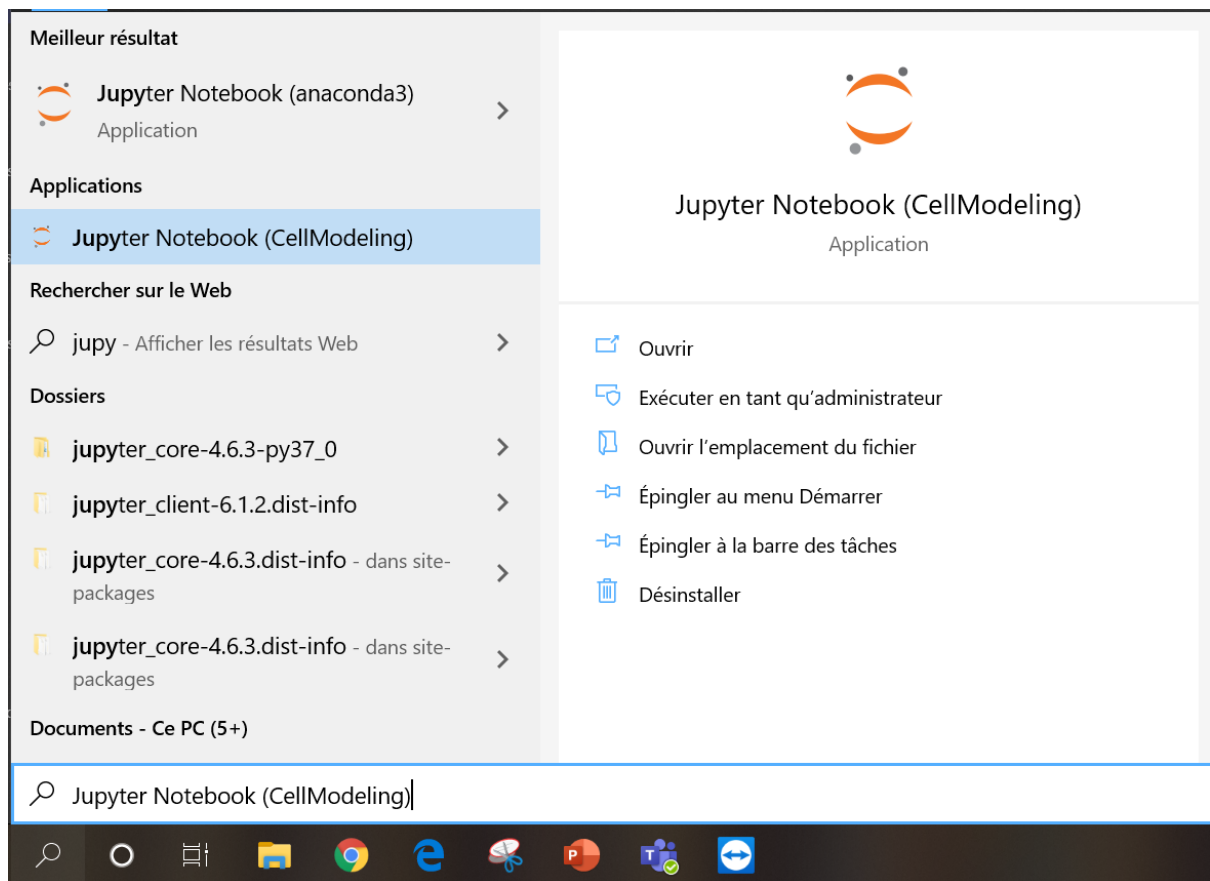 Meilleur résultat
Jupyter Notebook (anaconda3)
Application
Applications
Jupyter Notebook (CellModeling)
Rechercher sur le Web
jupy - Afficher les résultats Web
Dossiers
jupyter_core-4.6.3-py37_0
jupyter_client-6.1.2.dist-info
jupyter_core-4.6.3.dist-info - dans site-
packages
jupyter_core-4.6.3.dist-info - dans site-
packages
Documents - Ce PC (5+)
Jupyter Notebook (CellModeling)
Application
Ouvrir
Exécuter en tant qu'administrateur
Ouvrir l'emplacement du fichier
Épingler au menu Démarrer
Épingler à la barre des tâches
Désinstaller
Jupyter Notebook (CellModeling)